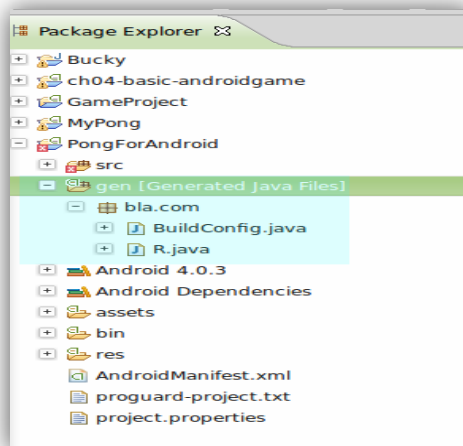 Package Explorer
Bucky
ch04-basic-androidgame
GameProject
MyPong
PongForAndroid
src
gen [Generated Java Files]
bla.com
BuildConfig.java
R.java
Android 4.0.3
Android Dependencies
assets
bin
res
AndroidManifest.xml
proguard-project.txt
project.properties